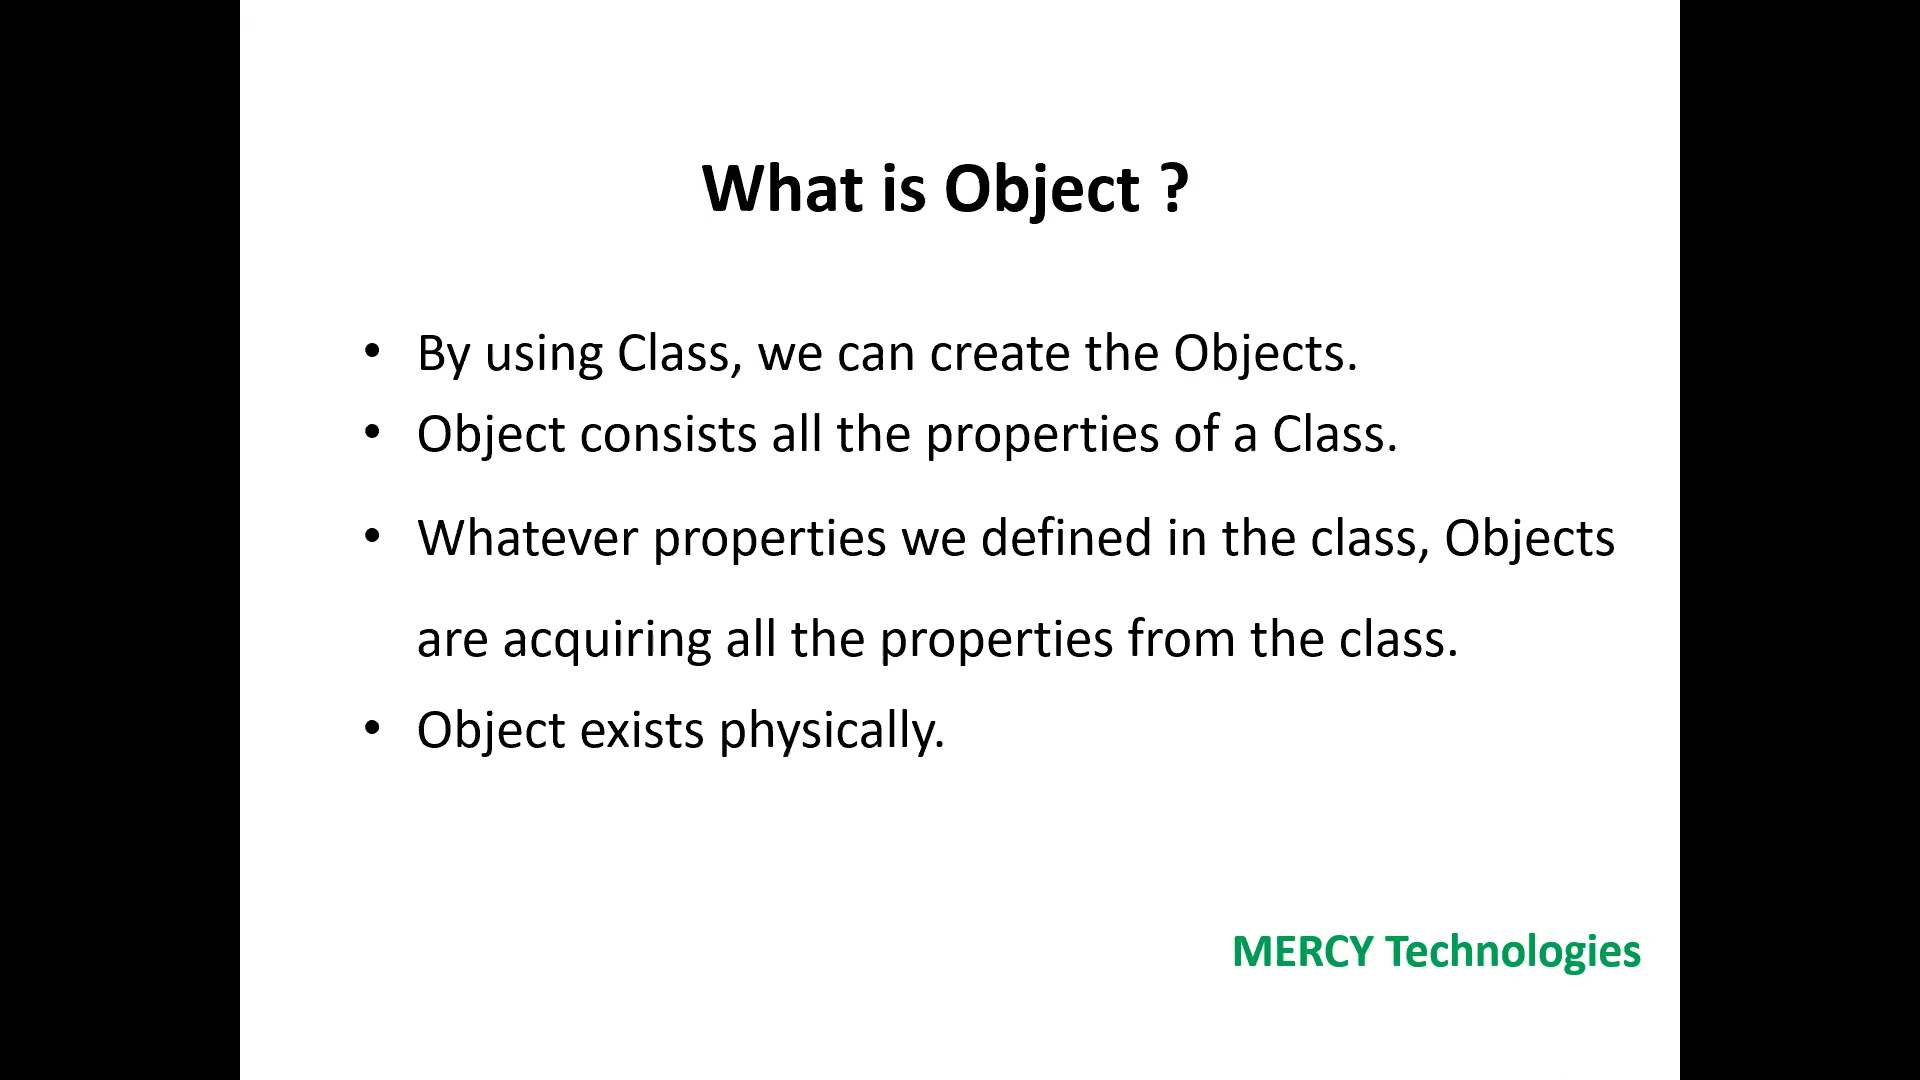 What is Object ?
• By using Class, we can create the Objects.
• Object consists all the properties of a Class.
• Whatever properties we defined in the class, Objects
are acquiring all the properties from the class.
• Object exists physically.
MERCY Technologies